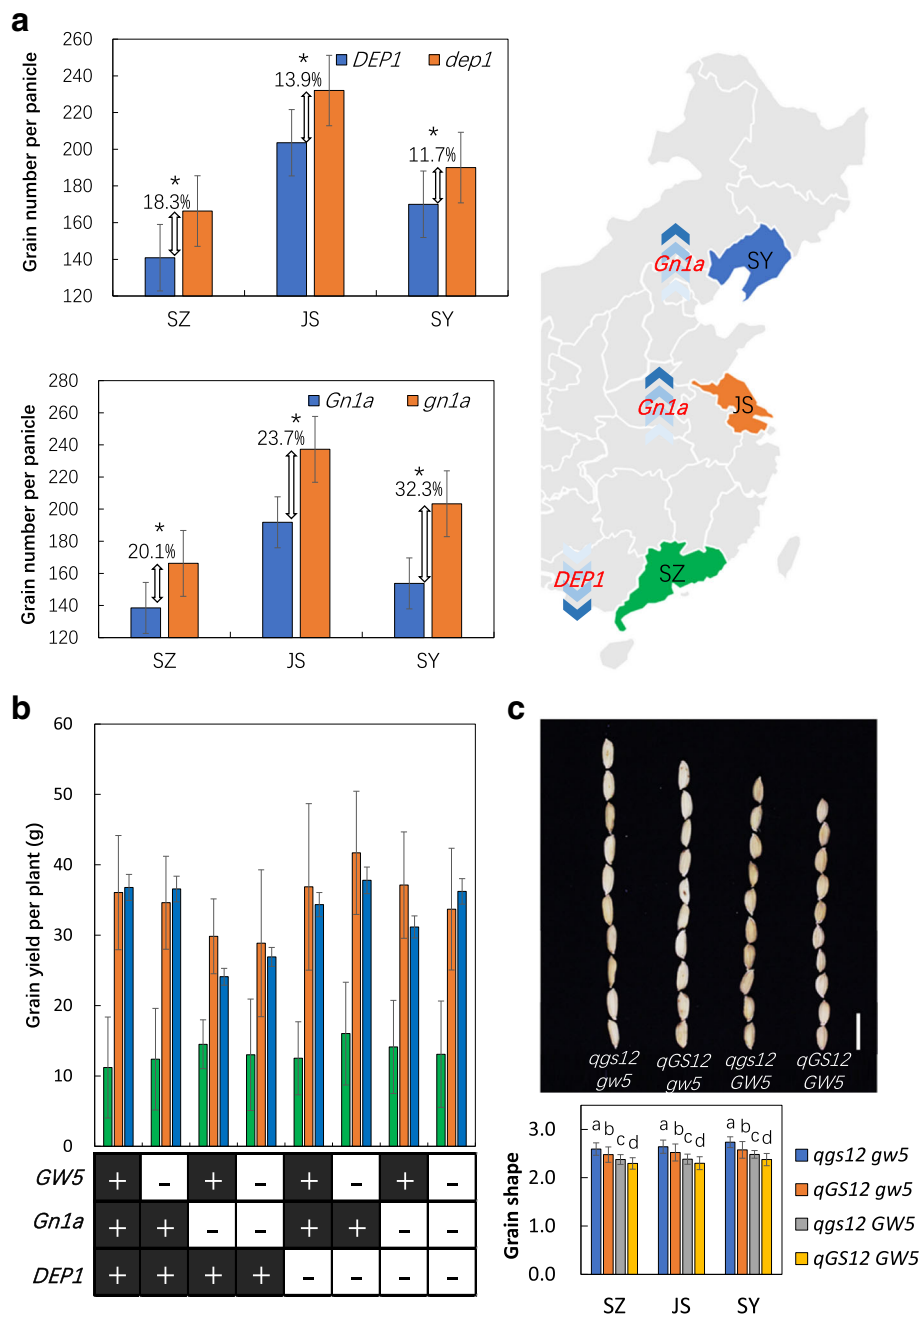 a
Grain number per panicle
260
240
220
200
180
160
140
120
DEP1 dep1
*
18.3%
*
13.9%
*
11.7%
SZ JS SY
Grain number per panicle
280
260
240
220
200
180
160
140
120
Gn1a gn1a
*
20.1%
*
23.7%
*
32.3%
SZ JS SY
Gn1a
SY
Gn1a
JS
DEP1
SZ
b
Grain yield per plant (g)
60
50
40
30
20
10
0
GW5 + - + - + - + -
Gn1a + + - - + + - -
DEP1 + + + + - - - -
c
qgs12 qGS12 qgs12 qGS12
gw5 gw5 GW5 GW5
Grain shape
3.0
2.0
1.0
0.0
a b c d a b c d a b c d
SZ JS SY
qgs12 gw5
qGS12 gw5
qgs12 GW5
qGS12 GW5